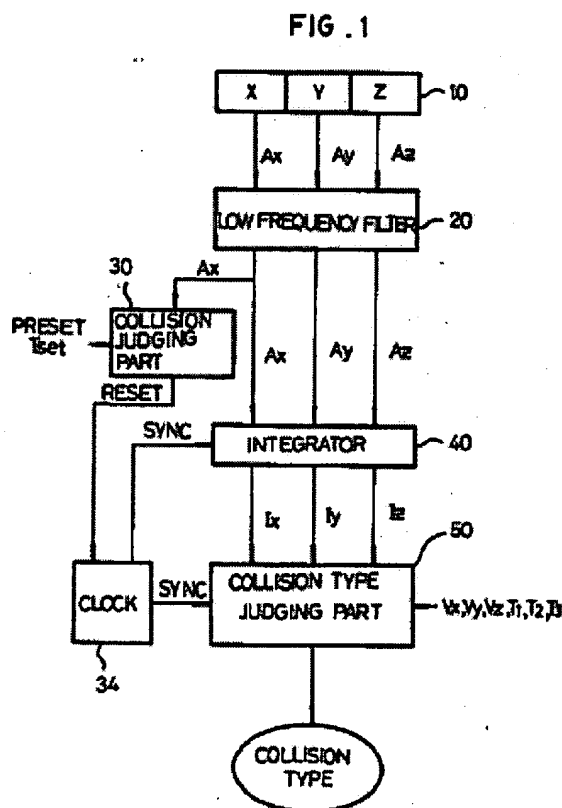 FIG.1
X Y Z 10
Ax Ay Az
LOW FREQUENCY FILTER 20
30 Ax
PRESET
Tset
COLLISION
JUDGING
PART
Ax Ay Az
RESET
SYNC
INTEGRATOR 40
Ix Iy Iz
50
COLLISION TYPE
JUDGING PART
CLOCK SYNC
Vx,Vy,Vz,T1,T2,T3
34
COLLISION
TYPE